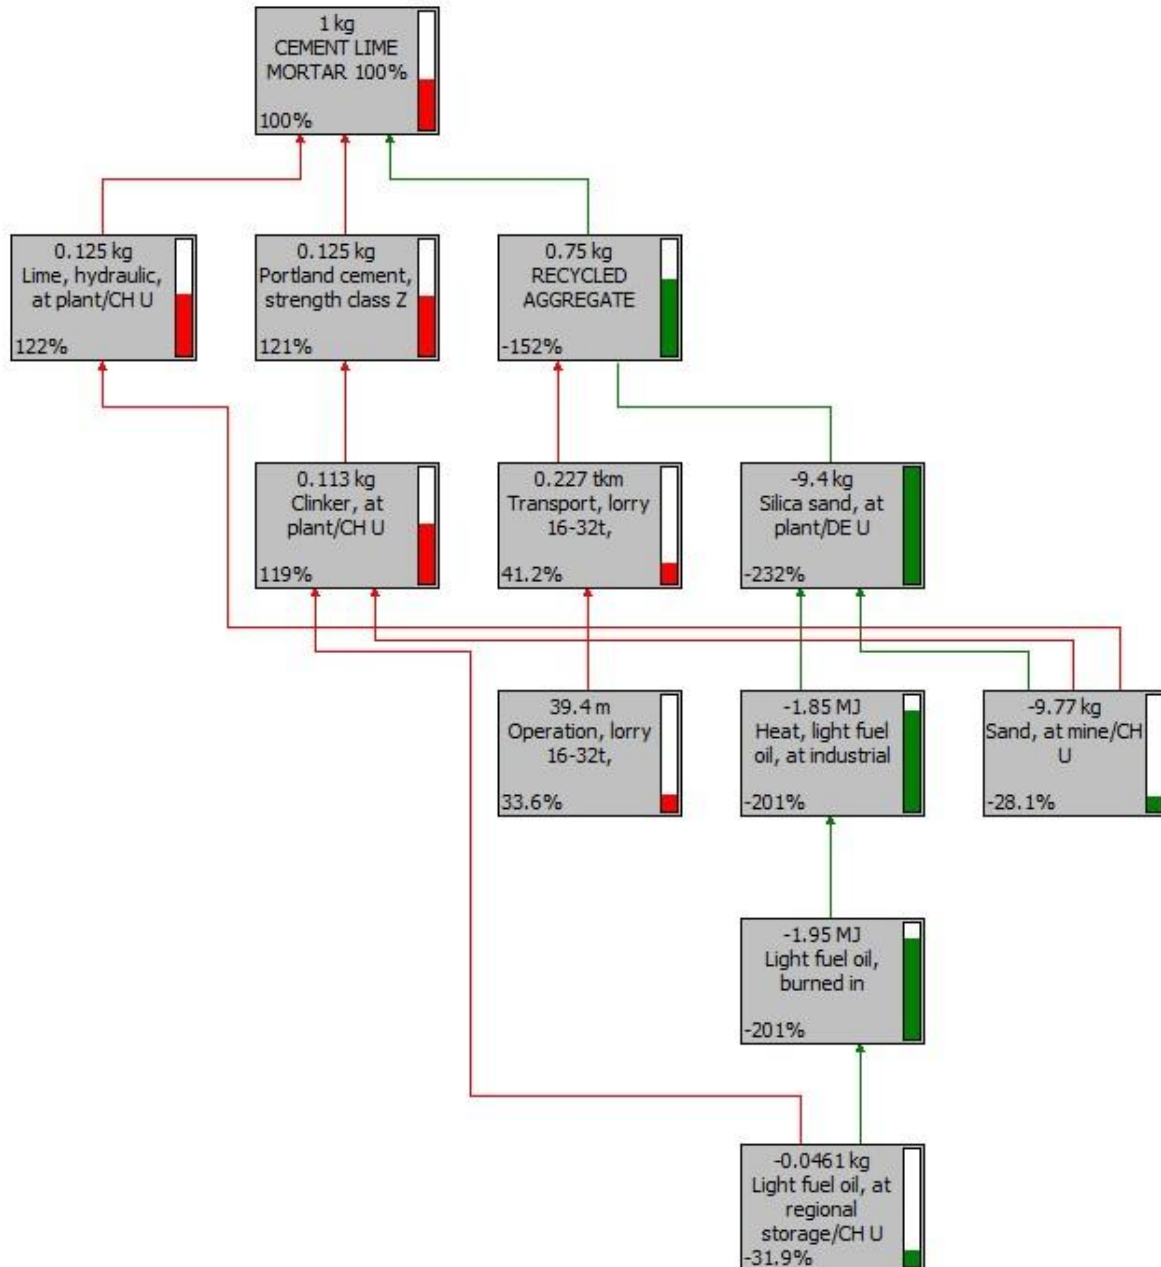 1 kg
CEMENT LIME
MORTAR 100%
100%
0.125 kg
Lime, hydraulic,
at plant/CH U
122%
0.125 kg
Portland cement,
strength class Z
121%
0.75 kg
RECYCLED
AGGREGATE
-152%
0.113 kg
Clinker, at
plant/CH U
119%
0.227 tkm
Transport, lorry
16-32t,
41.2%
-9.4 kg
Silica sand, at
plant/DE U
-232%
39.4 m
Operation, lorry
16-32t,
33.6%
-1.85 MJ
Heat, light fuel
oil, at industrial
-201%
-9.77 kg
Sand, at mine/CH
U
-28.1%
-1.95 MJ
Light fuel oil,
burned in
-201%
-0.0461 kg
Light fuel oil, at
regional
storage/CH U
-31.9%